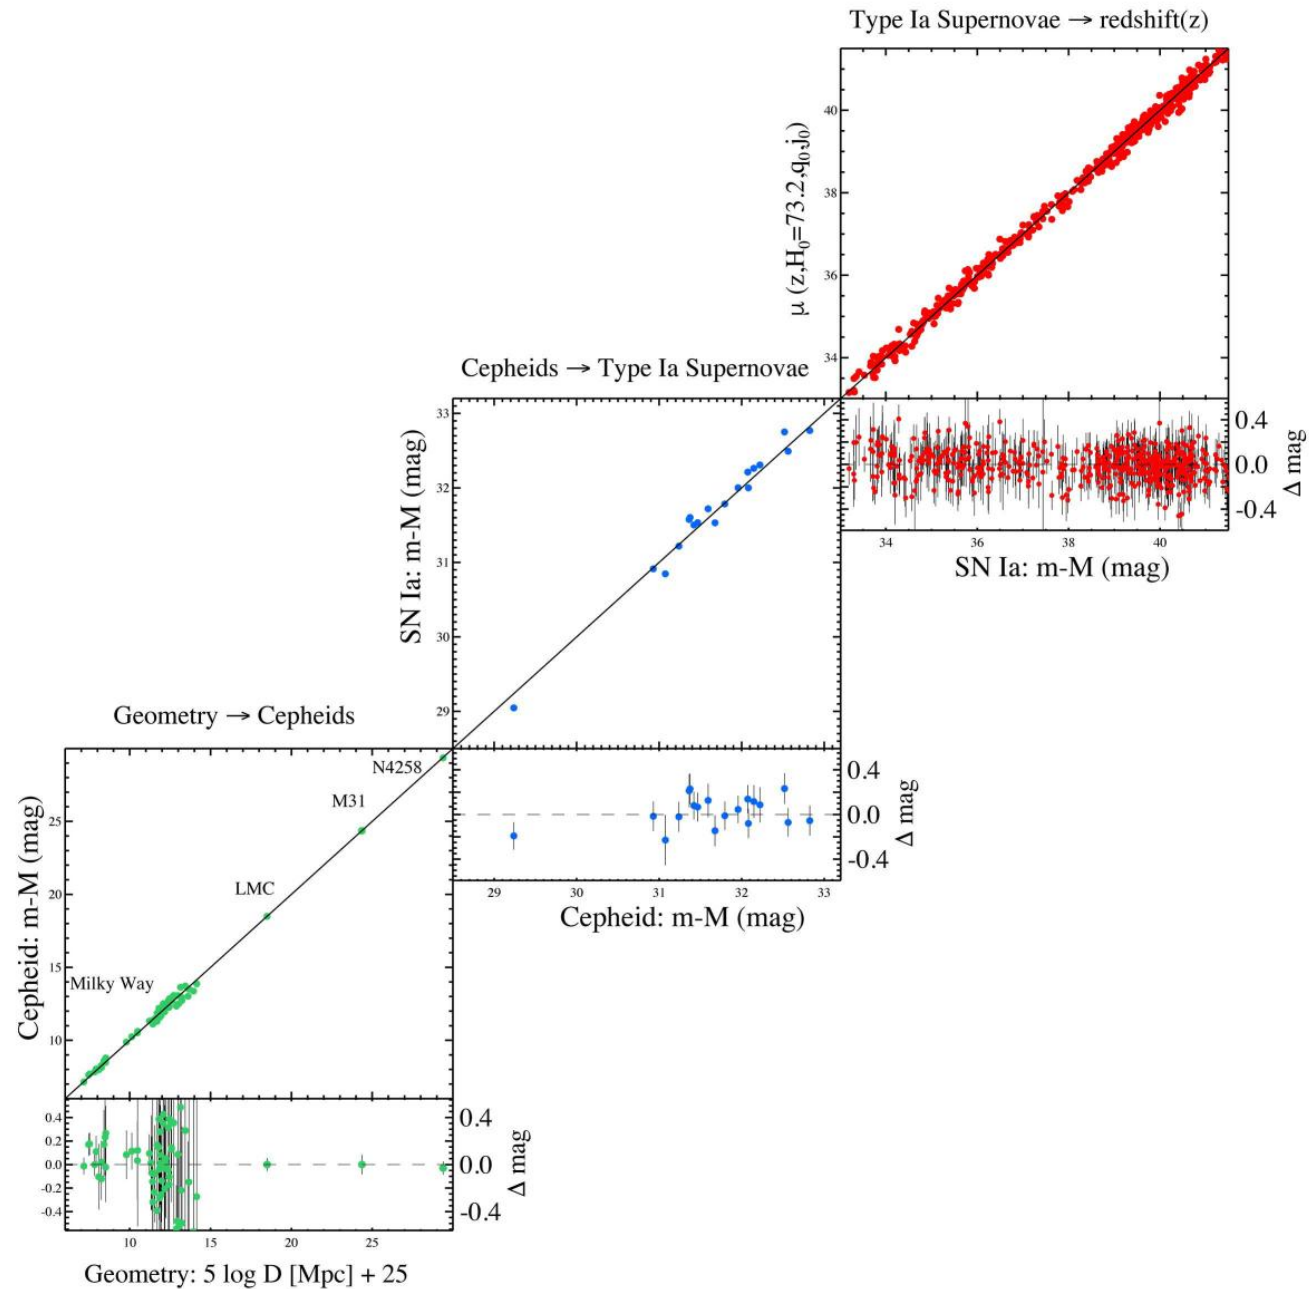 Type Ia Supernovae → redshift(z)
40
38
36
34
μ (z,H₀=73.2,q₀,j₀)
0.4
0.0
-0.4
Δ mag
34
36
38
40
SN Ia: m-M (mag)
Cepheids → Type Ia Supernovae
33
32
31
30
29
SN Ia: m-M (mag)
0.4
0.0
-0.4
Δ mag
29
30
31
32
33
Cepheid: m-M (mag)
Geometry → Cepheids
N4258
M31
LMC
Milky Way
25
20
15
10
Cepheid: m-M (mag)
0.4
0.2
0.0
-0.2
-0.4
0.4
0.0
-0.4
Δ mag
10
15
20
25
Geometry: 5 log D [Mpc] + 25